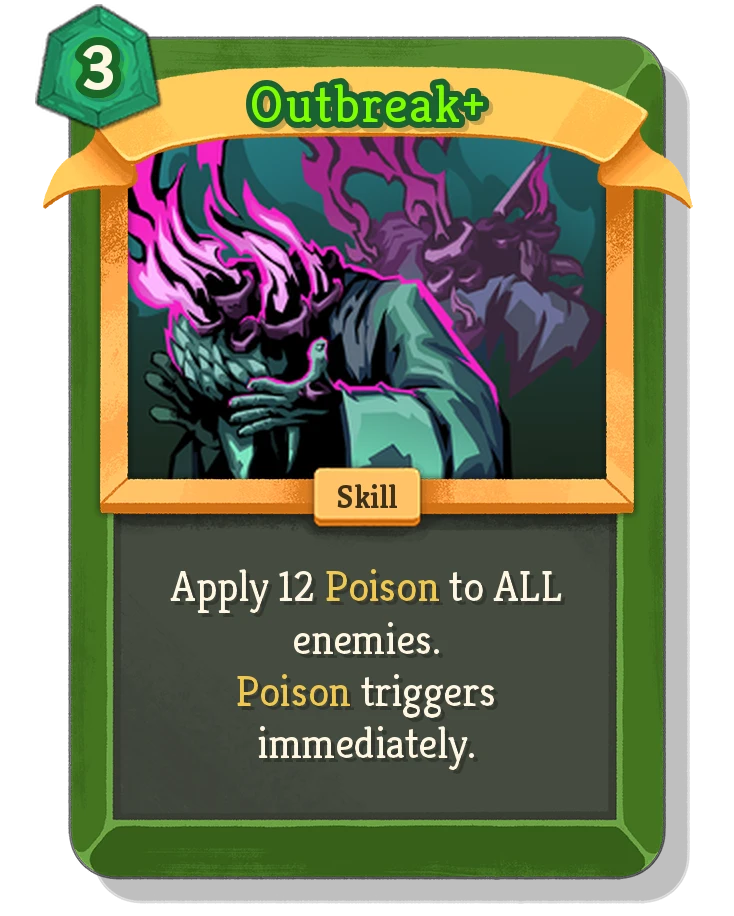 3
Outbreak+
Skill
Apply 12 Poison to ALL
enemies.
Poison triggers
immediately.